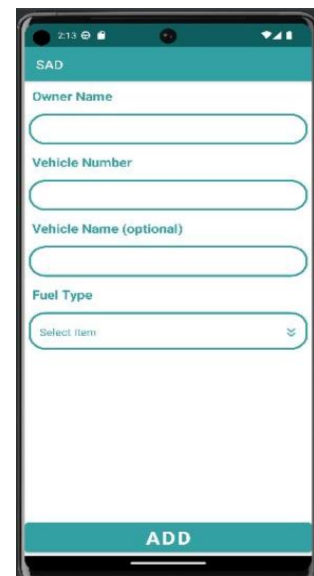 2:13
SAD
Owner Name
Vehicle Number
Vehicle Name (optional)
Fuel Type
Select Item
ADD